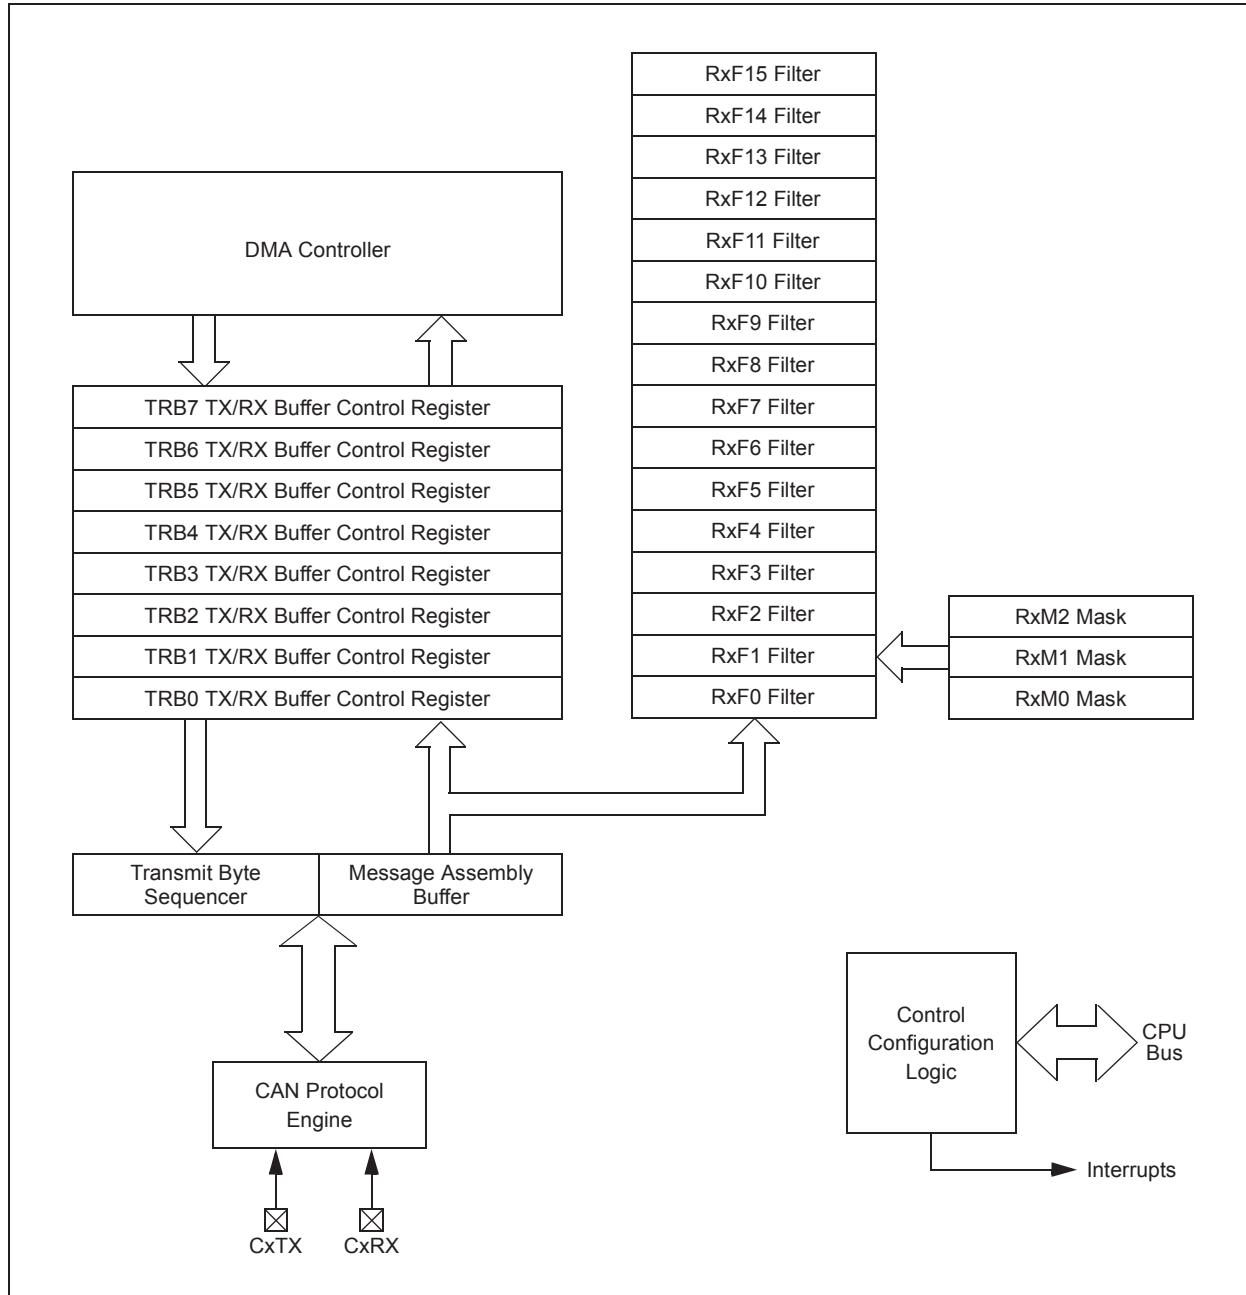 RxF15 Filter
RxF14 Filter
RxF13 Filter
RxF12 Filter
RxF11 Filter
RxF10 Filter
RxF9 Filter
RxF8 Filter
RxF7 Filter
RxF6 Filter
RxF5 Filter
RxF4 Filter
RxF3 Filter
RxF2 Filter
RxF1 Filter
RxF0 Filter
DMA Controller
TRB7 TX/RX Buffer Control Register
TRB6 TX/RX Buffer Control Register
TRB5 TX/RX Buffer Control Register
TRB4 TX/RX Buffer Control Register
TRB3 TX/RX Buffer Control Register
TRB2 TX/RX Buffer Control Register
TRB1 TX/RX Buffer Control Register
TRB0 TX/RX Buffer Control Register
RxM2 Mask
RxM1 Mask
RxM0 Mask
Transmit Byte
Sequencer
Message Assembly
Buffer
Control
Configuration
Logic
CPU
Bus
CAN Protocol
Engine
Interrupts
CxTX
CxRX